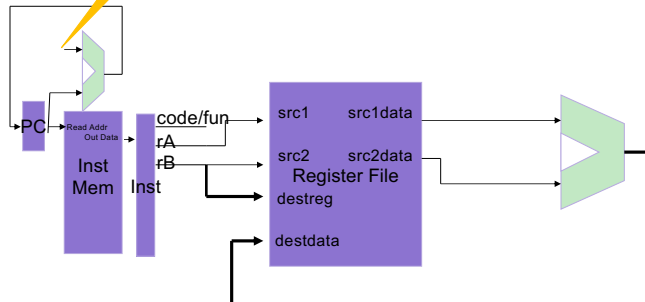 PC
Read Addr
Out Data
Inst
Mem
Inst
code/fun
rA
rB
src1
src1data
src2
src2data
Register File
destreg
destdata